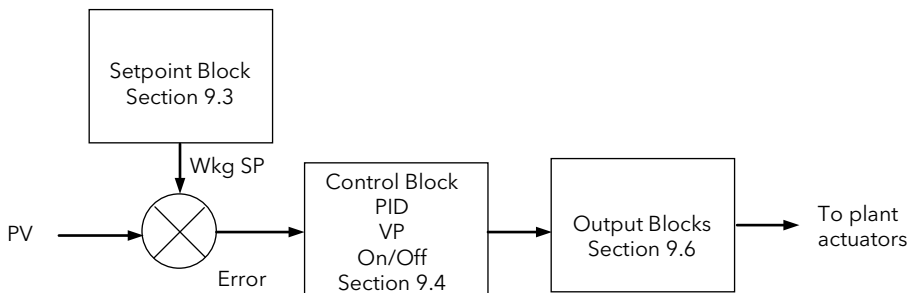 Setpoint Block
Section 9.3
Wkg SP
PV
Error
Control Block
PID
VP
On/Off
Section 9.4
Output Blocks
Section 9.6
To plant
actuators